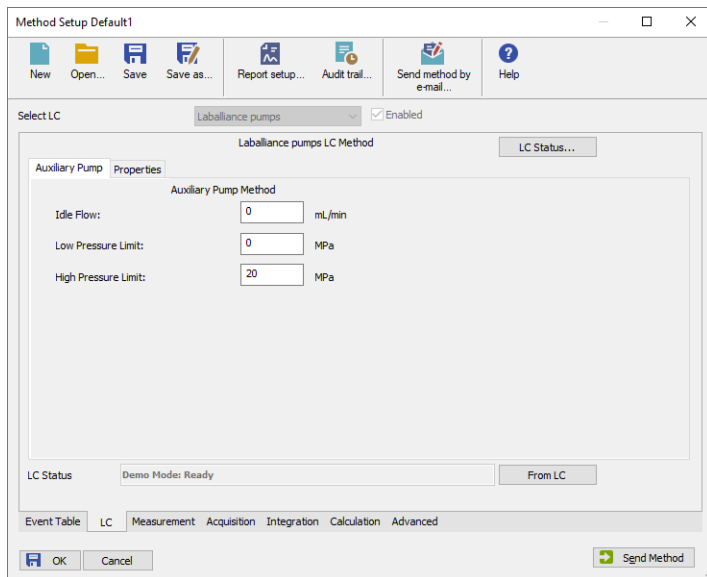 Method Setup Default1
New
Open...
Save
Save as...
Report setup...
Audit trail...
Send method by
e-mail...
Help
Select LC
Laballiance pumps
Enabled
Laballiance pumps LC Method
LC Status...
Auxiliary Pump
Properties
Auxiliary Pump Method
Idle Flow: 0 mL/min
Low Pressure Limit: 0 MPa
High Pressure Limit: 20 MPa
LC Status
Demo Mode: Ready
From LC
Event Table LC Measurement Acquisition Integration Calculation Advanced
OK
Cancel
Send Method